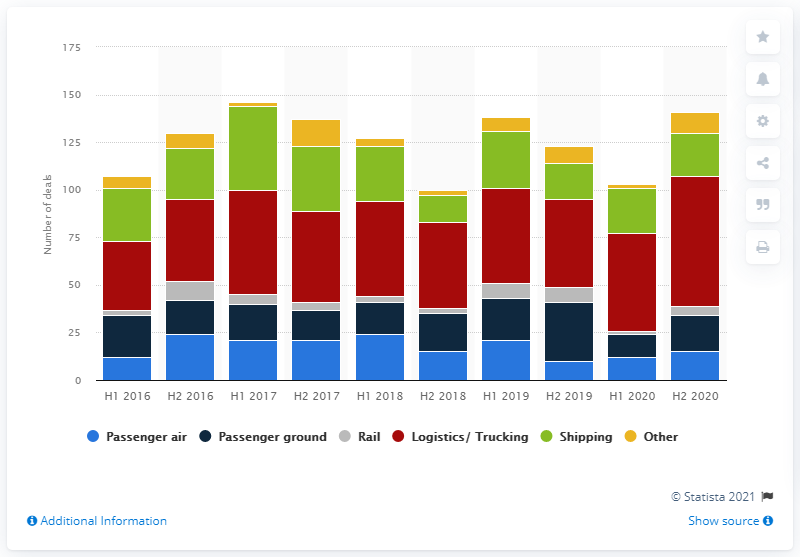 175
150
125
100
75
50
25
0
Number of deals
H1 2016 H2 2016 H1 2017 H2 2017 H1 2018 H2 2018 H1 2019 H2 2019 H1 2020 H2 2020
Passenger air Passenger ground Rail Logistics/ Trucking Shipping Other
© Statista 2021
Additional Information Show source